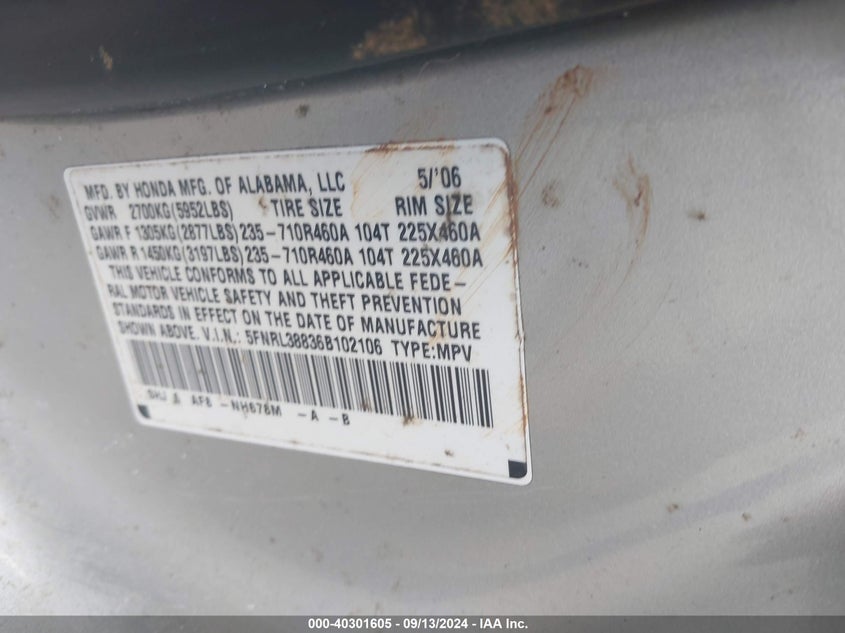 MFD. BY HONDA MFG. OF ALABAMA, LLC 5/'06
GVWR 2700KG(5952LBS) TIRE SIZE RIM SIZE
GAWR F 1305KG(2877LBS)235-710R460A 104T 225X460A
GAWR R 1450KG(3197LBS)235-710R460A 104T 225X460A
THIS VEHICLE CONFORMS TO ALL APPLICABLE FEDE-
RAL MOTOR VEHICLE SAFETY AND THEFT PREVENTION
STANDARDS IN EFFECT ON THE DATE OF MANUFACTURE
SHOWN ABOVE. V.I.N.: 5FNRL38836B102106 TYPE:MPV
SHJ AF8 -NH678M -A -B
000-40301605 - 09/13/2024 - IAA Inc.